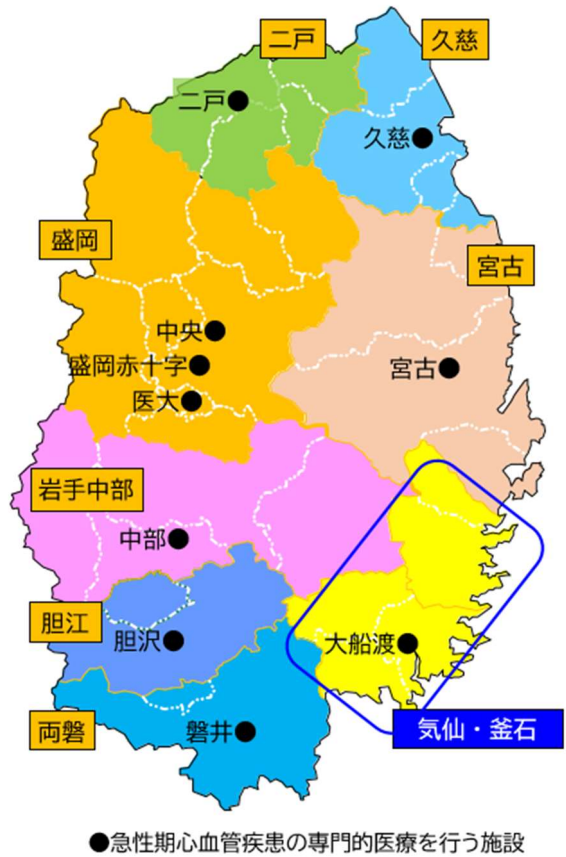 二戸
久慈
二戸●
久慈●
盛岡
宮古
中央●
盛岡赤十字●
宮古●
医大●
岩手中部
中部●
胆江
胆沢●
大船渡●
両磐
磐井●
気仙・釜石
●急性期心血管疾患の専門的医療を行う施設